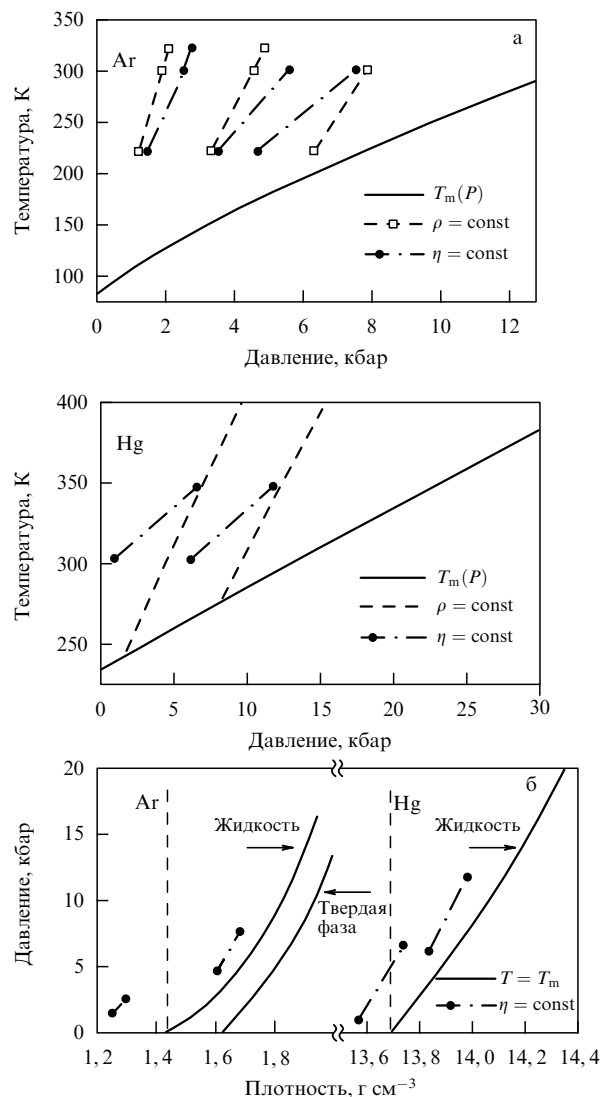 а
Ar
Температура, К
350
300
250
200
150
100
T_m(P)
ρ = const
η = const
0 2 4 6 8 10 12
Давление, кбар
Hg
Температура, К
400
350
300
250
T_m(P)
ρ = const
η = const
0 5 10 15 20 25 30
Давление, кбар
б
Ar
Hg
Давление, кбар
20
15
10
5
0
Жидкость
Жидкость
Твердая
фаза
T = T_m
η = const
1, 2 1, 4 1, 6 1, 8 13, 6 13, 8 14, 0 14, 2 14, 4
Плотность, г см⁻³